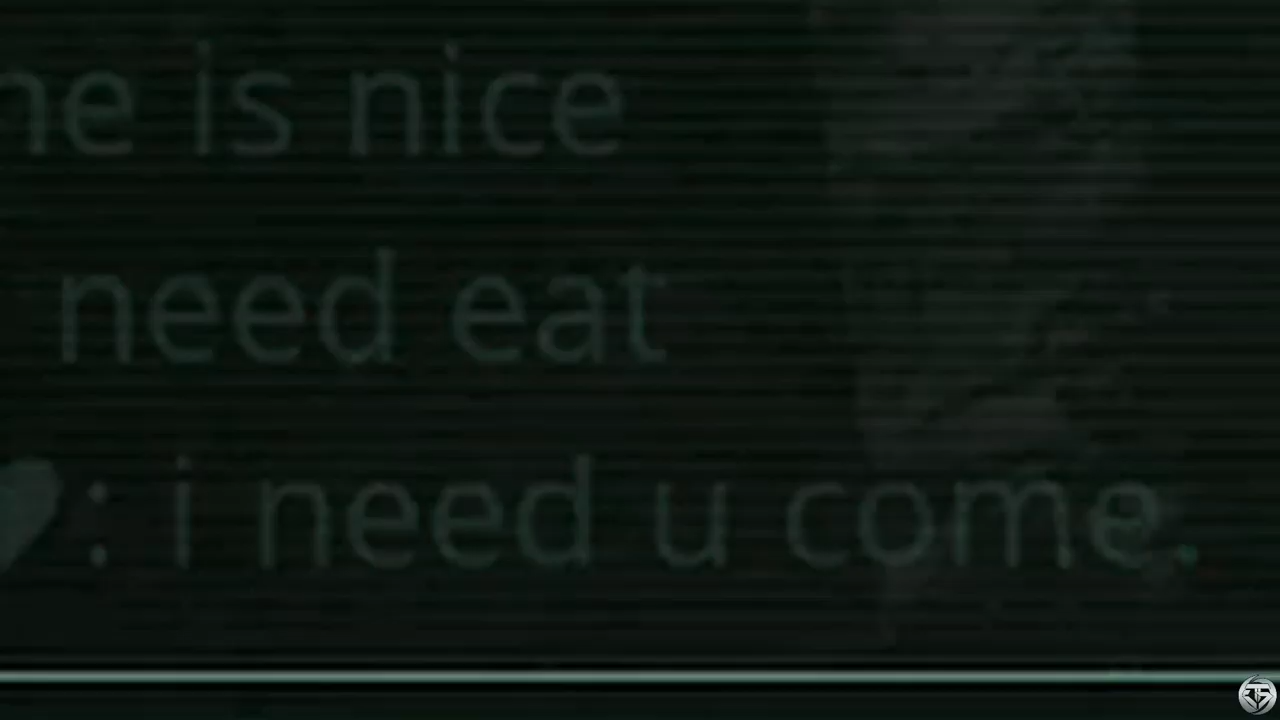 is nice
need eat
♥: i need u come.